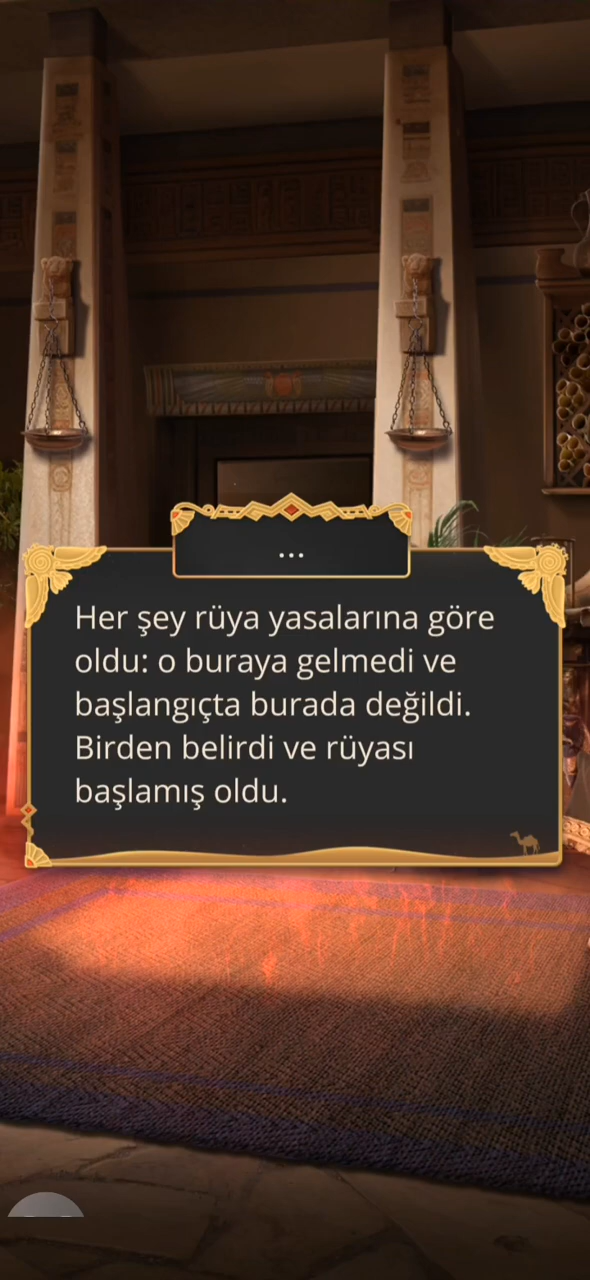 ...
Her şey rüya yasalarına göre
oldu: o buraya gelmedi ve
başlangıçta burada değildi.
Birden belirdi ve rüyası
başlamış oldu.